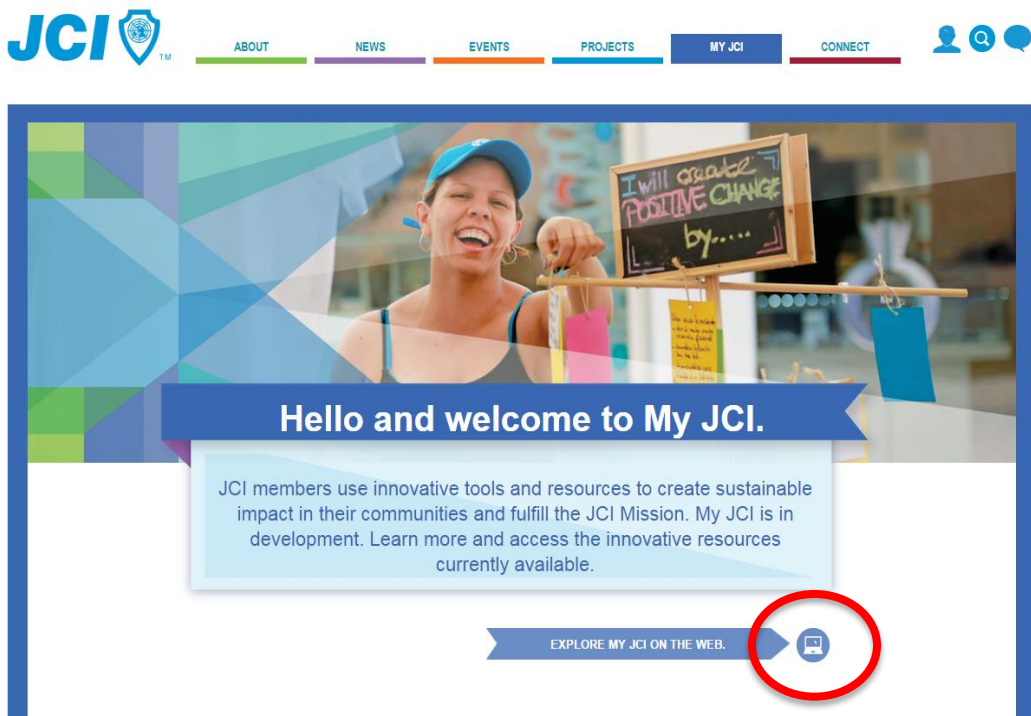 JCI
TM
ABOUT NEWS EVENTS PROJECTS MY JCI CONNECT
I will create
POSITIVE CHANGE
by.....
Hello and welcome to My JCI.
JCI members use innovative tools and resources to create sustainable
impact in their communities and fulfill the JCI Mission. My JCI is in
development. Learn more and access the innovative resources
currently available.
EXPLORE MY JCI ON THE WEB.